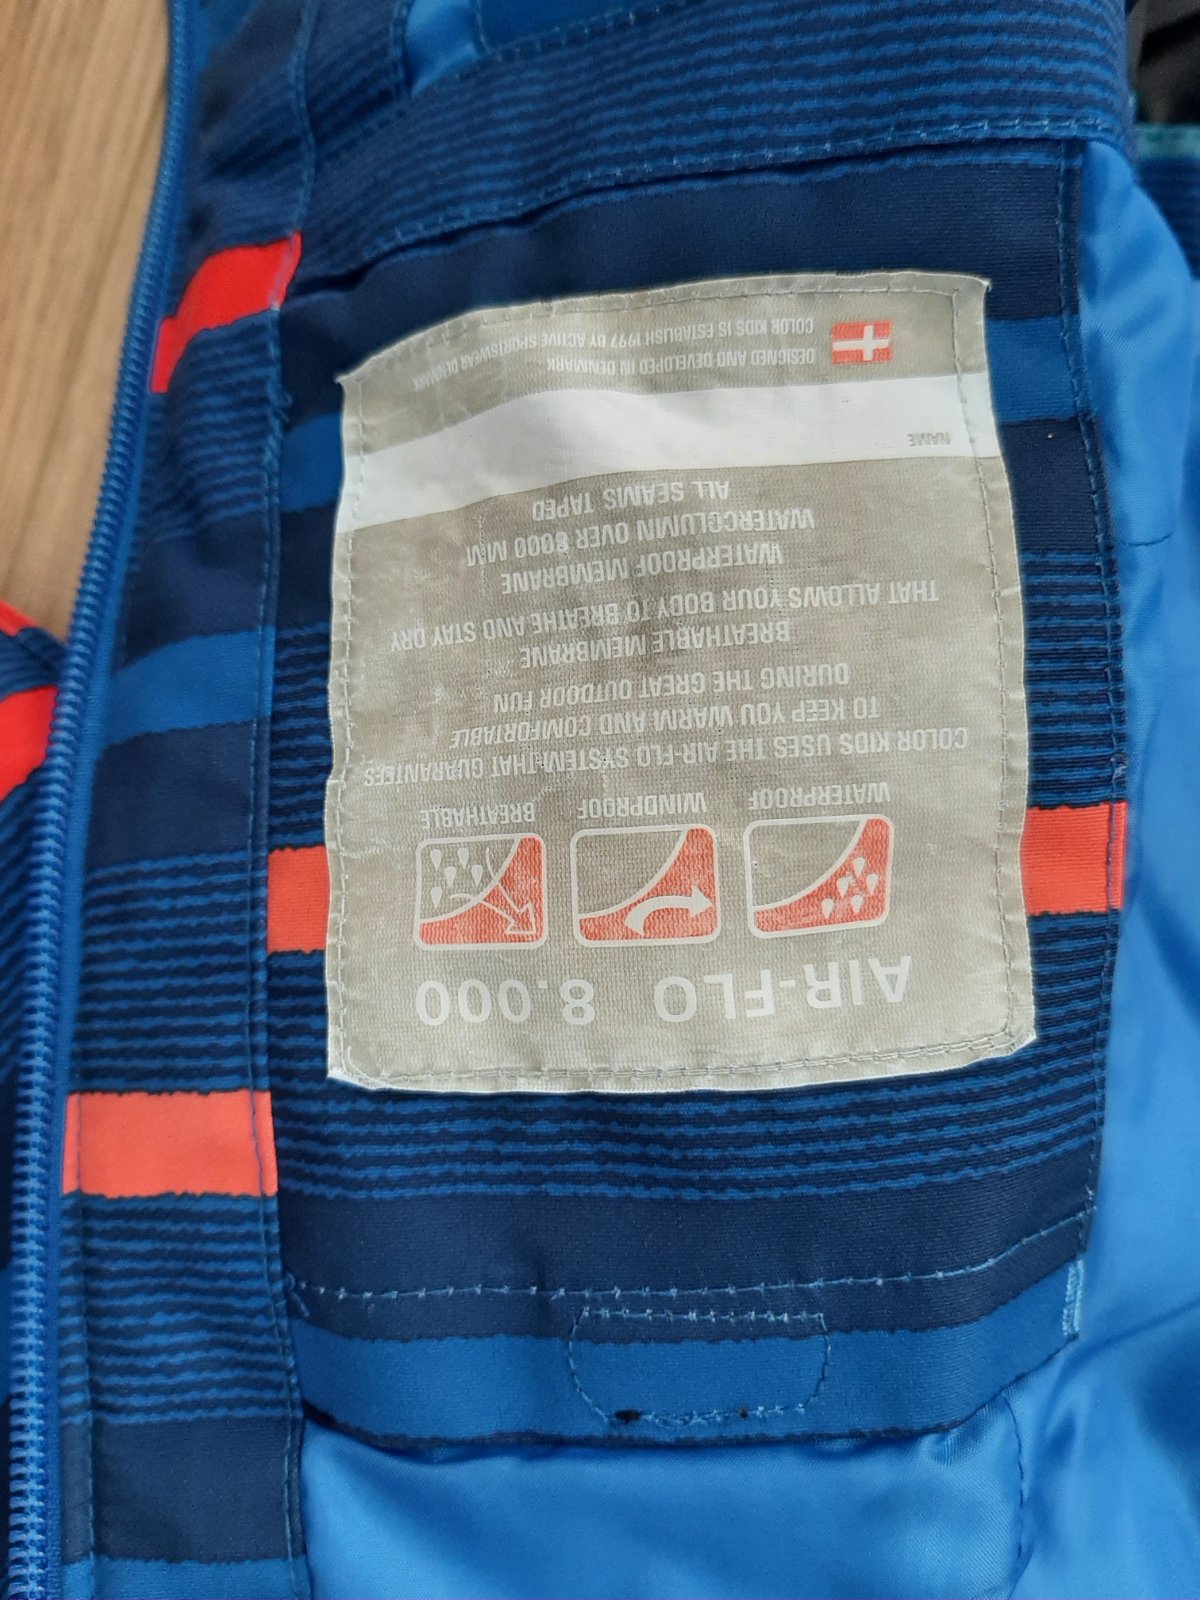 AIR-FLO 8.000
WATERPROOF WINDPROOF BREATHABLE
COLOR KIDS USES THE AIR-FLO SYSTEM, THAT GUARANTEES
TO KEEP YOU WARM AND COMFORTABLE
DURING THE GREAT OUTDOOR FUN
BREATHABLE MEMBRANE
THAT ALLOWS YOUR BODY TO BREATHE AND STAY DRY
WATERPROOF MEMBRANE
WATERCOLUMN OVER 8000 MM
ALL SEAMS TAPED
NAME
DESIGNED AND DEVELOPED IN DENMARK
COLOR KIDS IS ESTABLISH 1997 BY ACTIVE SPORTSWEAR DENMARK